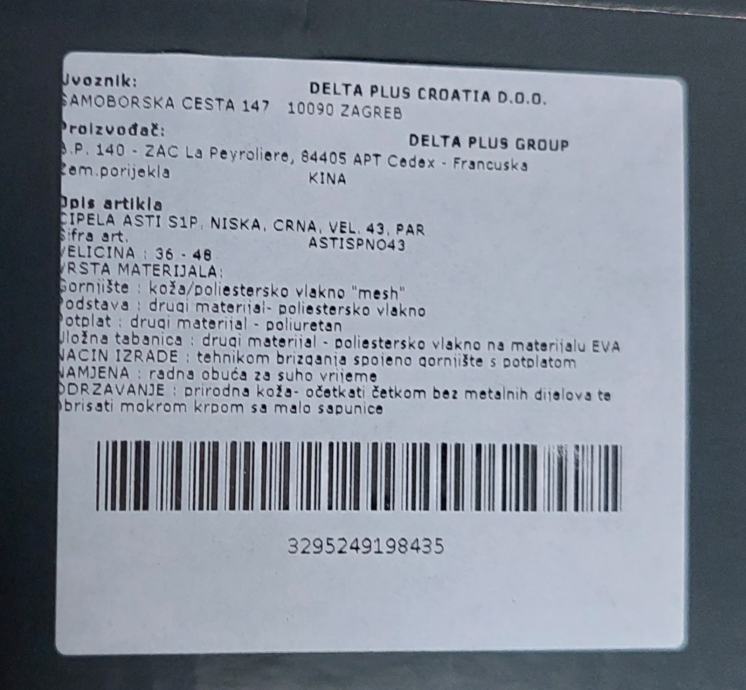 Uvoznik: DELTA PLUS CROATIA D.O.O.
SAMOBORSKA CESTA 147 10090 ZAGREB
Proizvođač: DELTA PLUS GROUP
B.P. 140 - ZAC La Peyroliere, 84405 APT Cedex - Francuska
Zem.porijekla KINA
Opis artikla
CIPELA ASTI S1P, NISKA, CRNA, VEL. 43, PAR
Šifra art. ASTISPNO43
VELICINA : 36 - 48
VRSTA MATERIJALA:
Gornjište : koža/poliestersko vlakno "mesh"
Podstava : drugi materijal- poliestersko vlakno
Potplat : drugi materijal - poliuretan
Uložna tabanica : drugi materijal - poliestersko vlakno na materijalu EVA
NACIN IZRADE : tehnikom brizganja spojeno gornjište s potplatom
NAMJENA : radna obuća za suho vrijeme
ODRZAVANJE : prirodna koža- očetkati četkom bez metalnih dijelova te
obrisati mokrom krpom sa malo sapunice
3295249198435